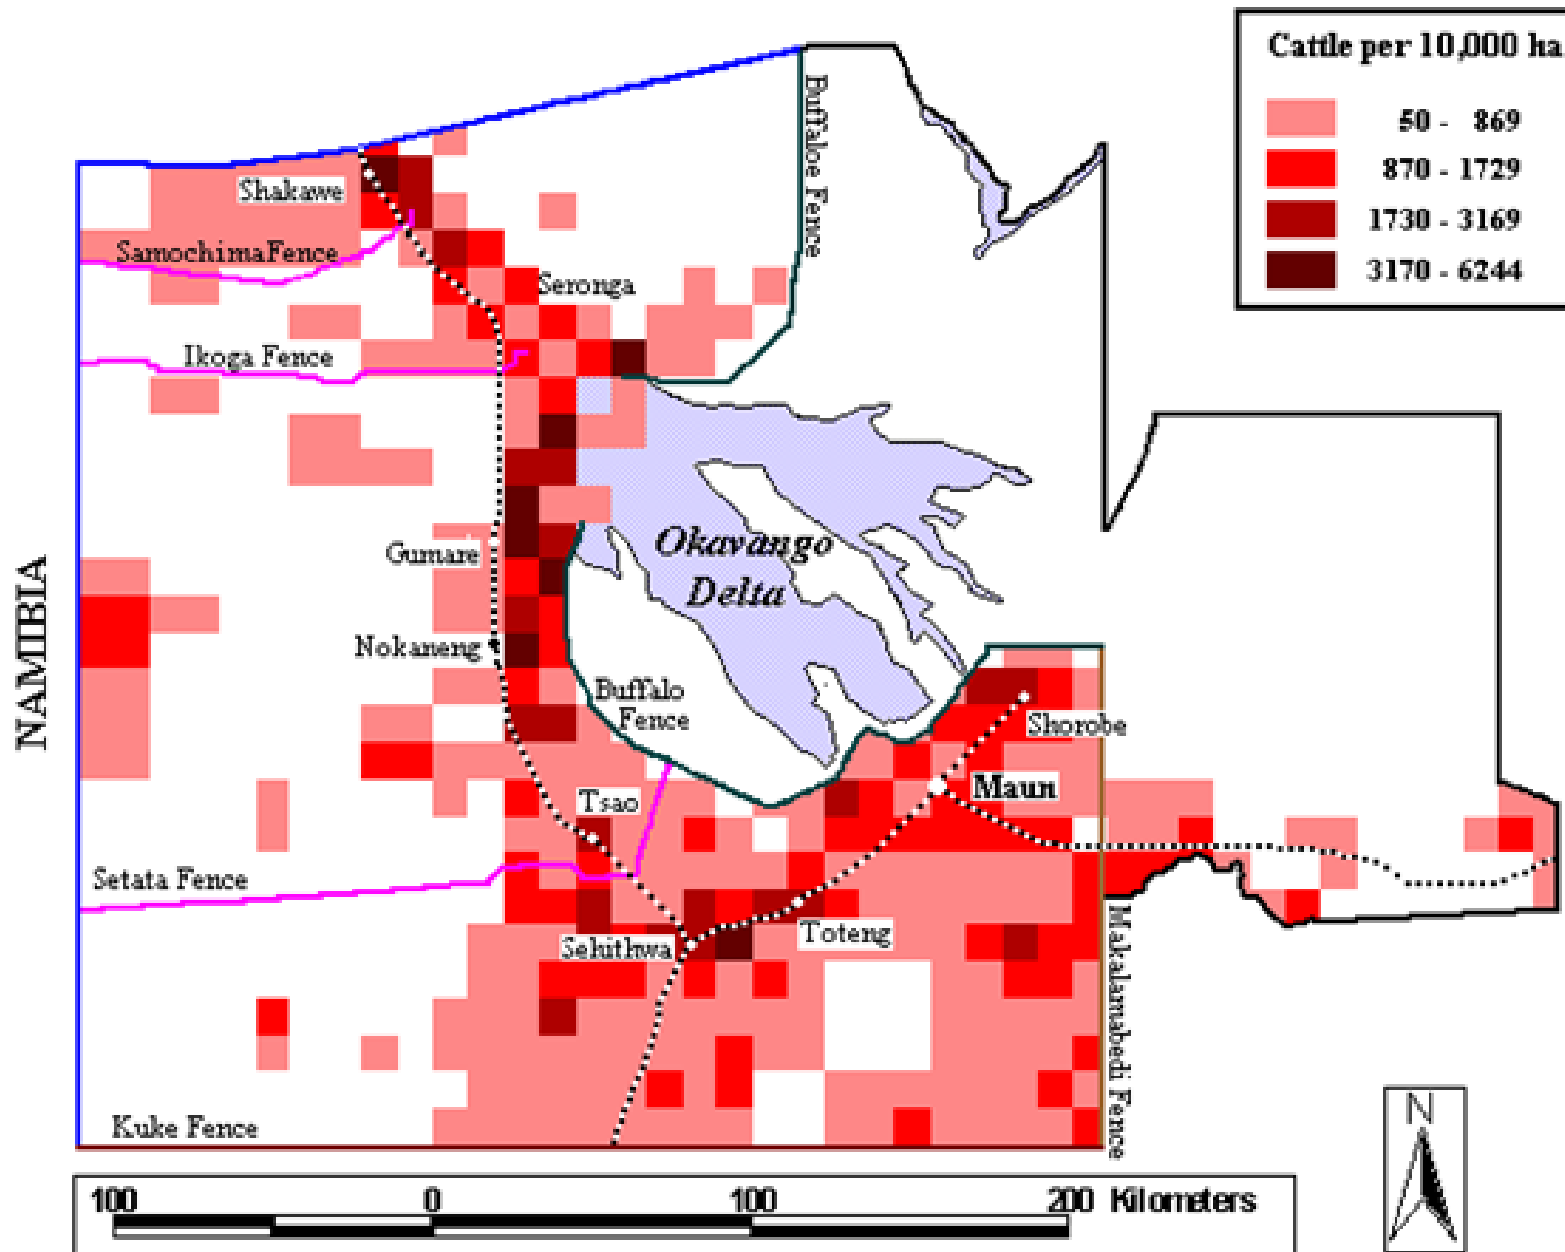 Cattle per 10,000 ha
50 - 869
870 - 1729
1730 - 3169
3170 - 6244
Buffaloe Fence
Shakawe
SamochimaFence
Seronga
Ikoga Fence
Okavango
Delta
Gumare
NAMIBIA
Nokaneng
Buffalo
Fence
Shorobe
Maun
Tsao
Setata Fence
Toteng
Sehithwa
Makalamabedi Fence
Kuke Fence
N
100 0 100 200 Kilometers